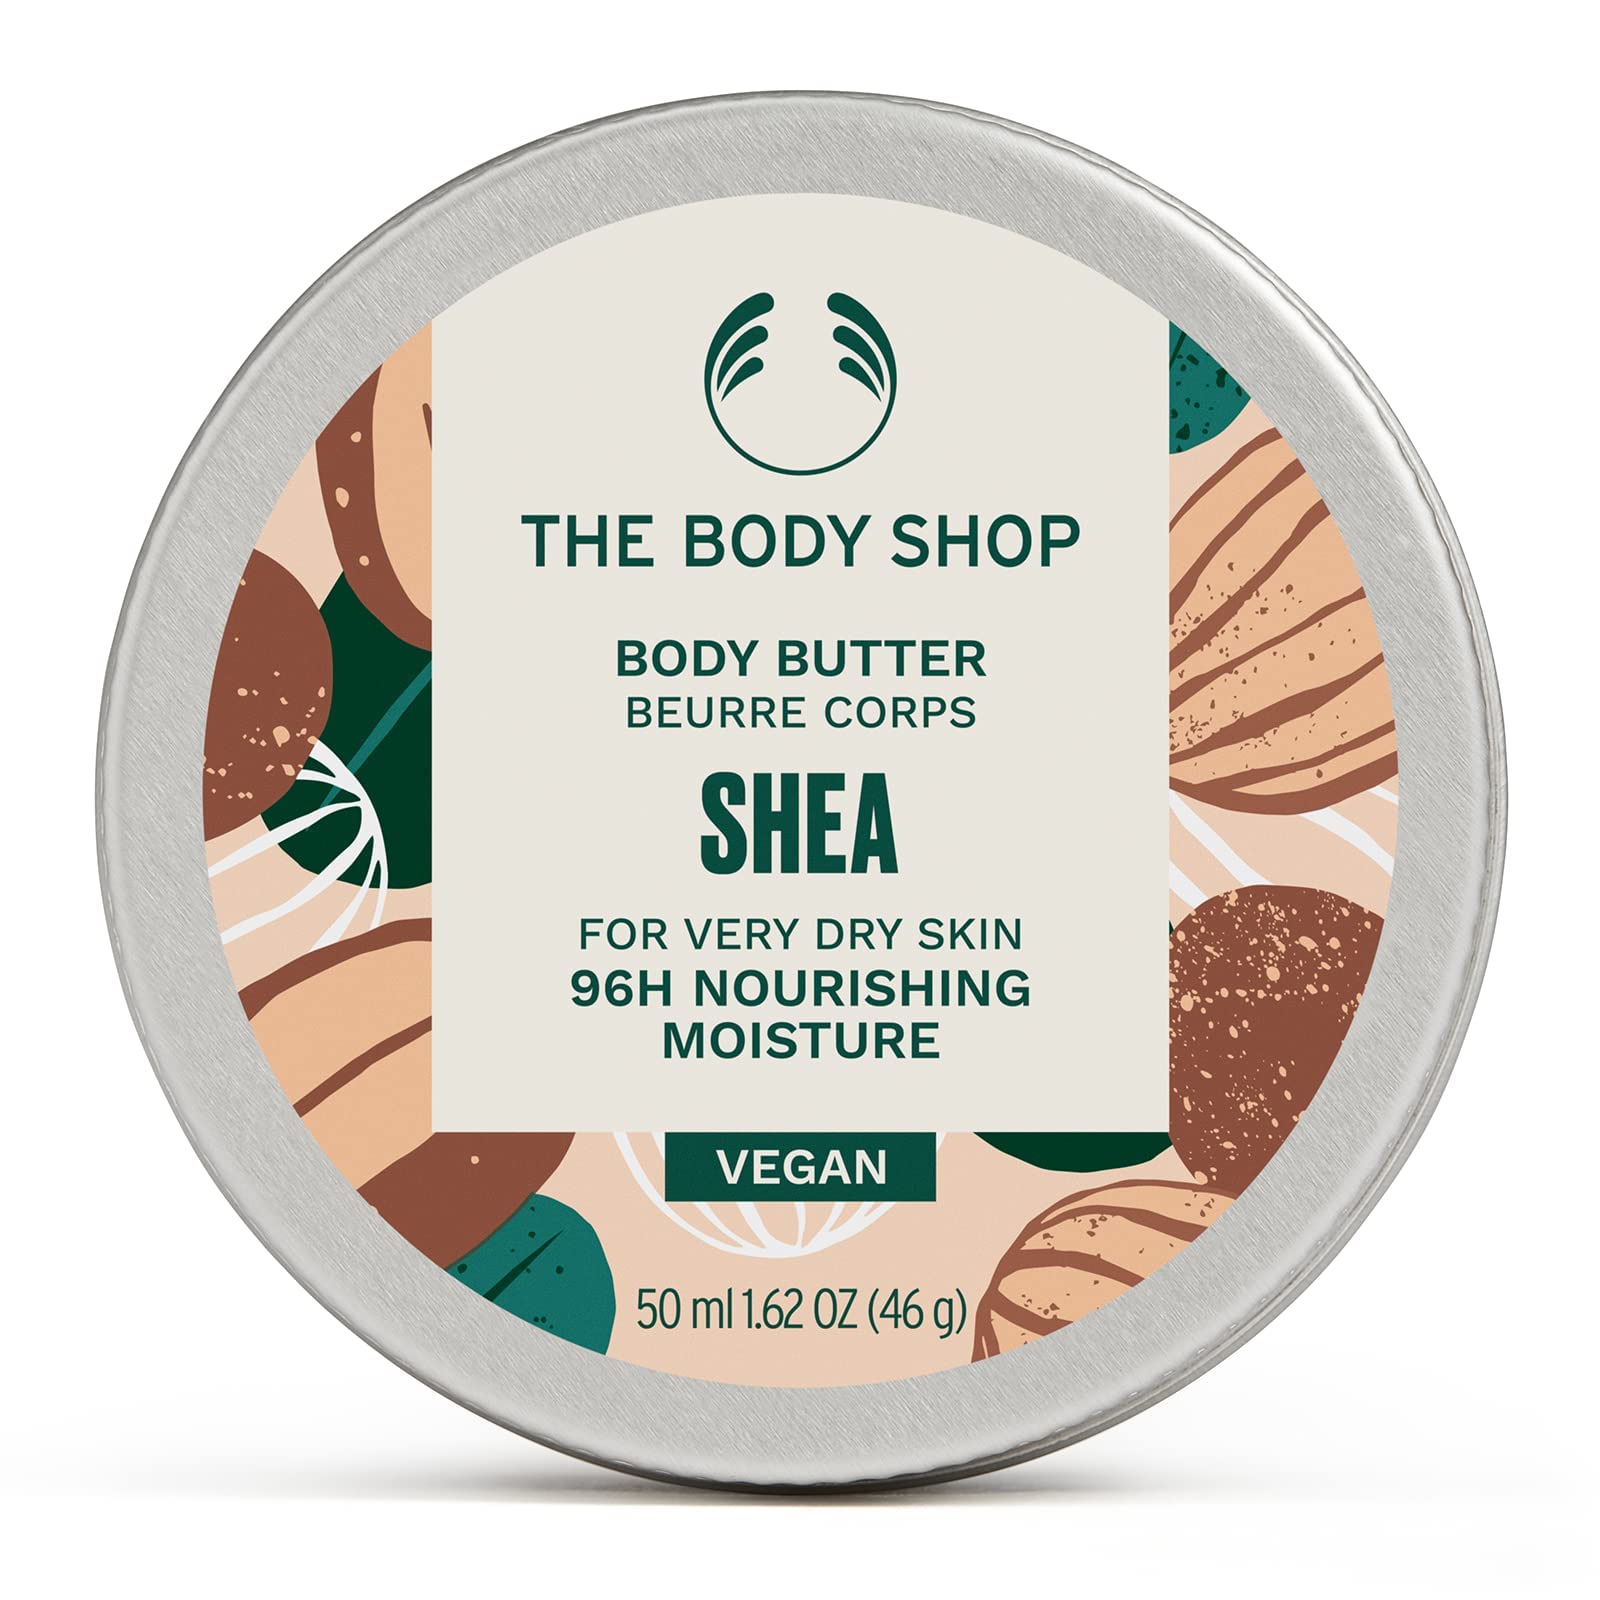 THE BODY SHOP
BODY BUTTER
BEURRE CORPS
SHEA
FOR VERY DRY SKIN
96H NOURISHING
MOISTURE
VEGAN
50 ml 1.62 OZ (46 g)